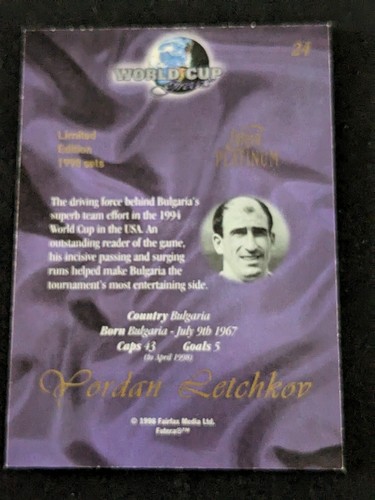 24
WORLD CUP
Limited
Edition
1998 sets
PLATINUM
The driving force behind Bulgaria's
superb team effort in the 1994
World Cup in the USA. An
outstanding reader of the game,
his incisive passing and surging
runs helped make Bulgaria the
tournament's most entertaining side.
Country Bulgaria
Born Bulgaria - July 9th 1967
Caps 43 Goals 5
(to April 1998)
Yordan Letchkov
© 1998 Fairfax Media Ltd.
Futera®™